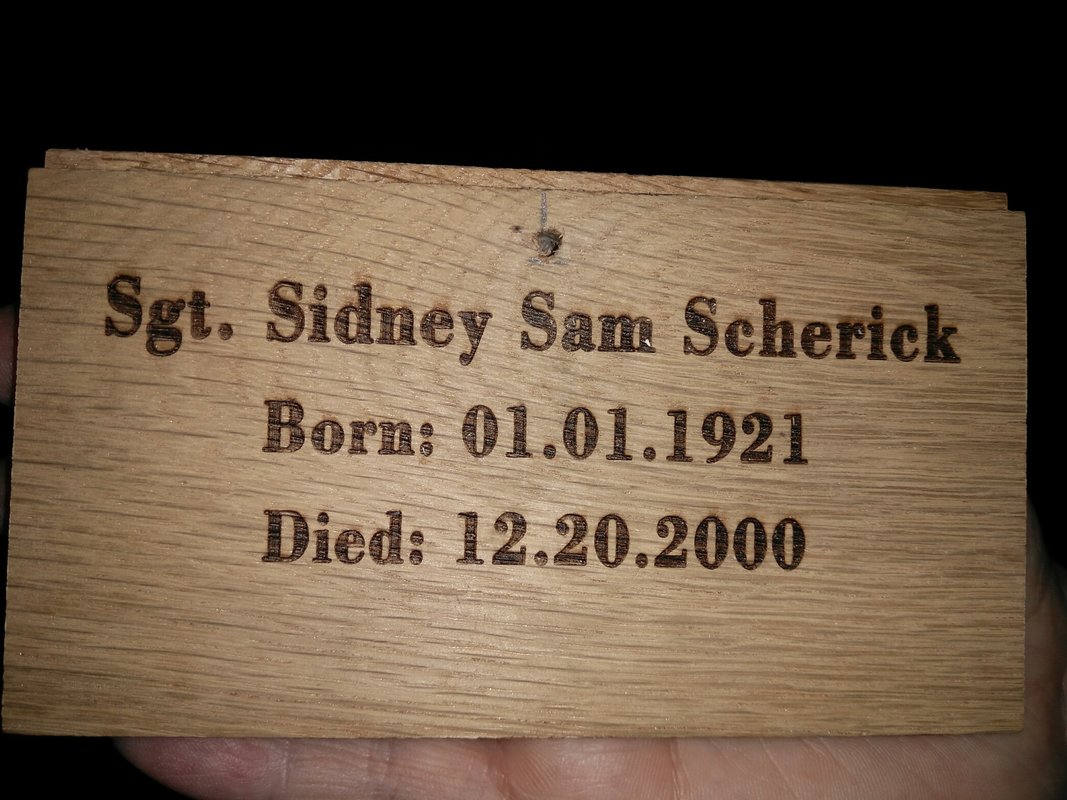 Sgt. Sidney Sam Scherick
Born: 01.01.1921
Died: 12.20.2000